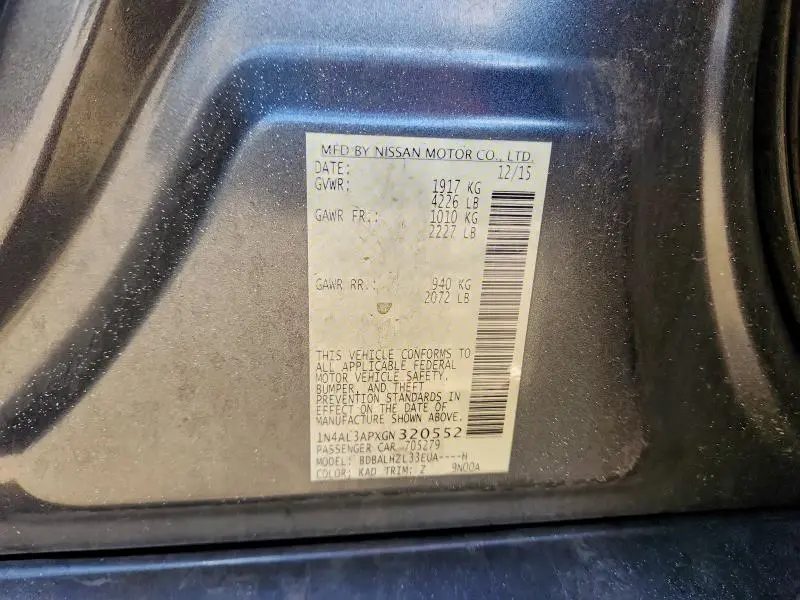 MFD BY NISSAN MOTOR CO., LTD.
DATE: 12/15
GVWR: 1917 KG
4226 LB
GAWR FR.: 1010 KG
2227 LB
GAWR RR.: 940 KG
2072 LB
THIS VEHICLE CONFORMS TO
ALL APPLICABLE FEDERAL
MOTOR VEHICLE SAFETY,
BUMPER, AND THEFT
PREVENTION STANDARDS IN
EFFECT ON THE DATE OF
MANUFACTURE SHOWN ABOVE.
1N4AL3APXGN320552
PASSENGER CAR 705279
MODEL: BDBALHZL33EUA----H
COLOR: KAD TRIM: Z 9N00A